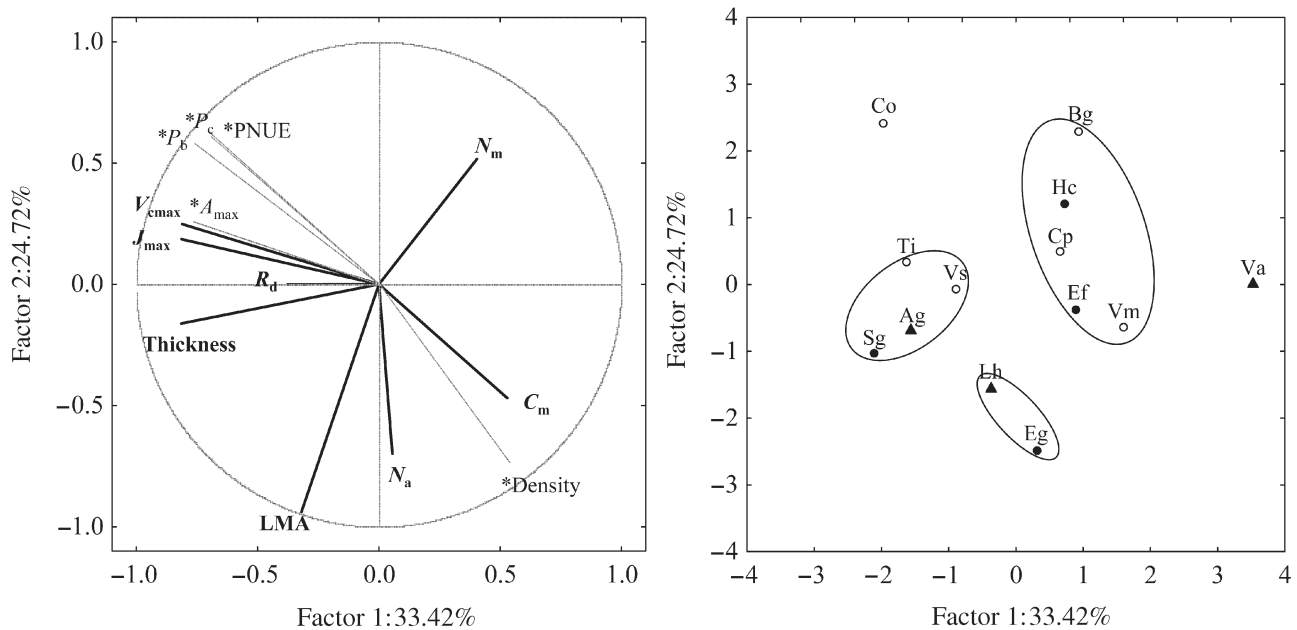 1.0
0.5
0.0
−0.5
−1.0
Factor 2:24.72%
*Pc *PNUE
*Pb
Nm
Vcmax *Amax
Jmax
Rd
Thickness
Cm
Na
*Density
LMA
−1.0 −0.5 0.0 0.5 1.0
Factor 1:33.42%
4
3
2
1
0
−1
−2
−3
−4
Factor 2:24.72%
Co
Bg
Hc
Cp
Ti
Vs
Va
Ef
Vm
Ag
Sg
Lh
Eg
−4 −2 −1 0 1 2 3 4
Factor 1:33.42%